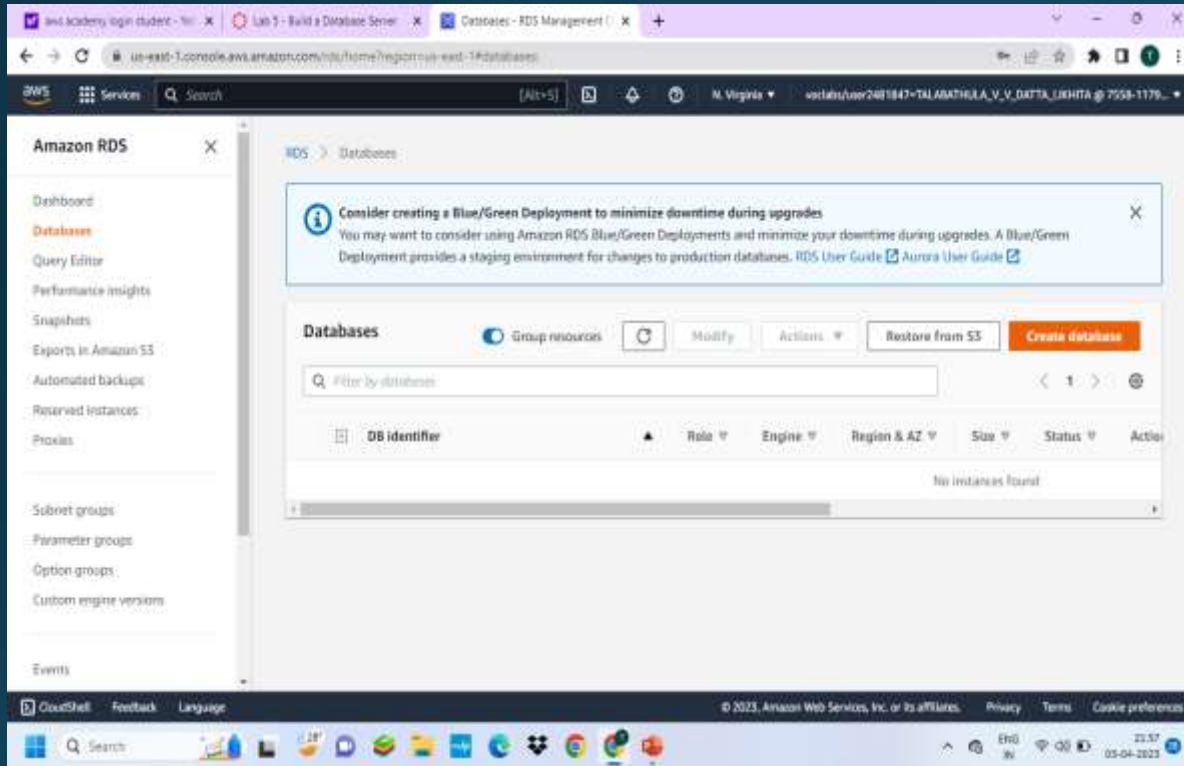 aws academy login student -
Lab 5 - Build a Database Server
Databases - RDS Management
us-east-1.console.aws.amazon.com/rds/home?region=us-east-1#databases:
aws
Services
Search
[Alt+S]
N. Virginia
voclabs/user2481847=TALABATHULA_V_V_DATTA_LIKHITA @ 7558-1179...
Amazon RDS
Dashboard
Databases
Query Editor
Performance insights
Snapshots
Exports in Amazon S3
Automated backups
Reserved instances
Proxies
Subnet groups
Parameter groups
Option groups
Custom engine versions
Events
RDS > Databases
Consider creating a Blue/Green Deployment to minimize downtime during upgrades
You may want to consider using Amazon RDS Blue/Green Deployments and minimize your downtime during upgrades. A Blue/Green
Deployment provides a staging environment for changes to production databases. RDS User Guide Aurora User Guide
Databases
Group resources
Modify
Actions
Restore from S3
Create database
Filter by databases
1
DB identifier
Role
Engine
Region & AZ
Size
Status
Action
No instances found
CloudShell
Feedback
Language
© 2023, Amazon Web Services, Inc. or its affiliates.
Privacy
Terms
Cookie preferences
Search
ENG
IN
03-04-2023